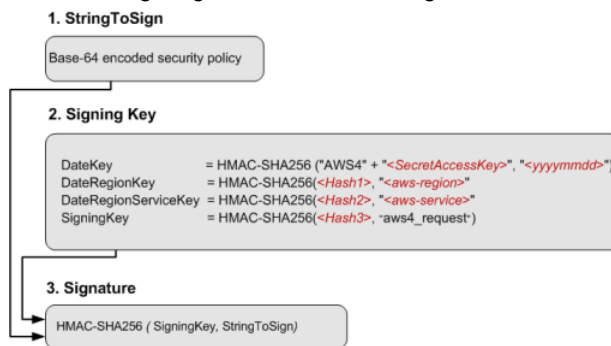 1. StringToSign
Base-64 encoded security policy
2. Signing Key
DateKey = HMAC-SHA256 ("AWS4" + "<SecretAccessKey>", "<yyyymmdd>")
DateRegionKey = HMAC-SHA256(<Hash1>, "<aws-region>"
DateRegionServiceKey = HMAC-SHA256(<Hash2>, "<aws-service>"
SigningKey = HMAC-SHA256(<Hash3>, "aws4_request")
3. Signature
HMAC-SHA256 ( SigningKey, StringToSign)